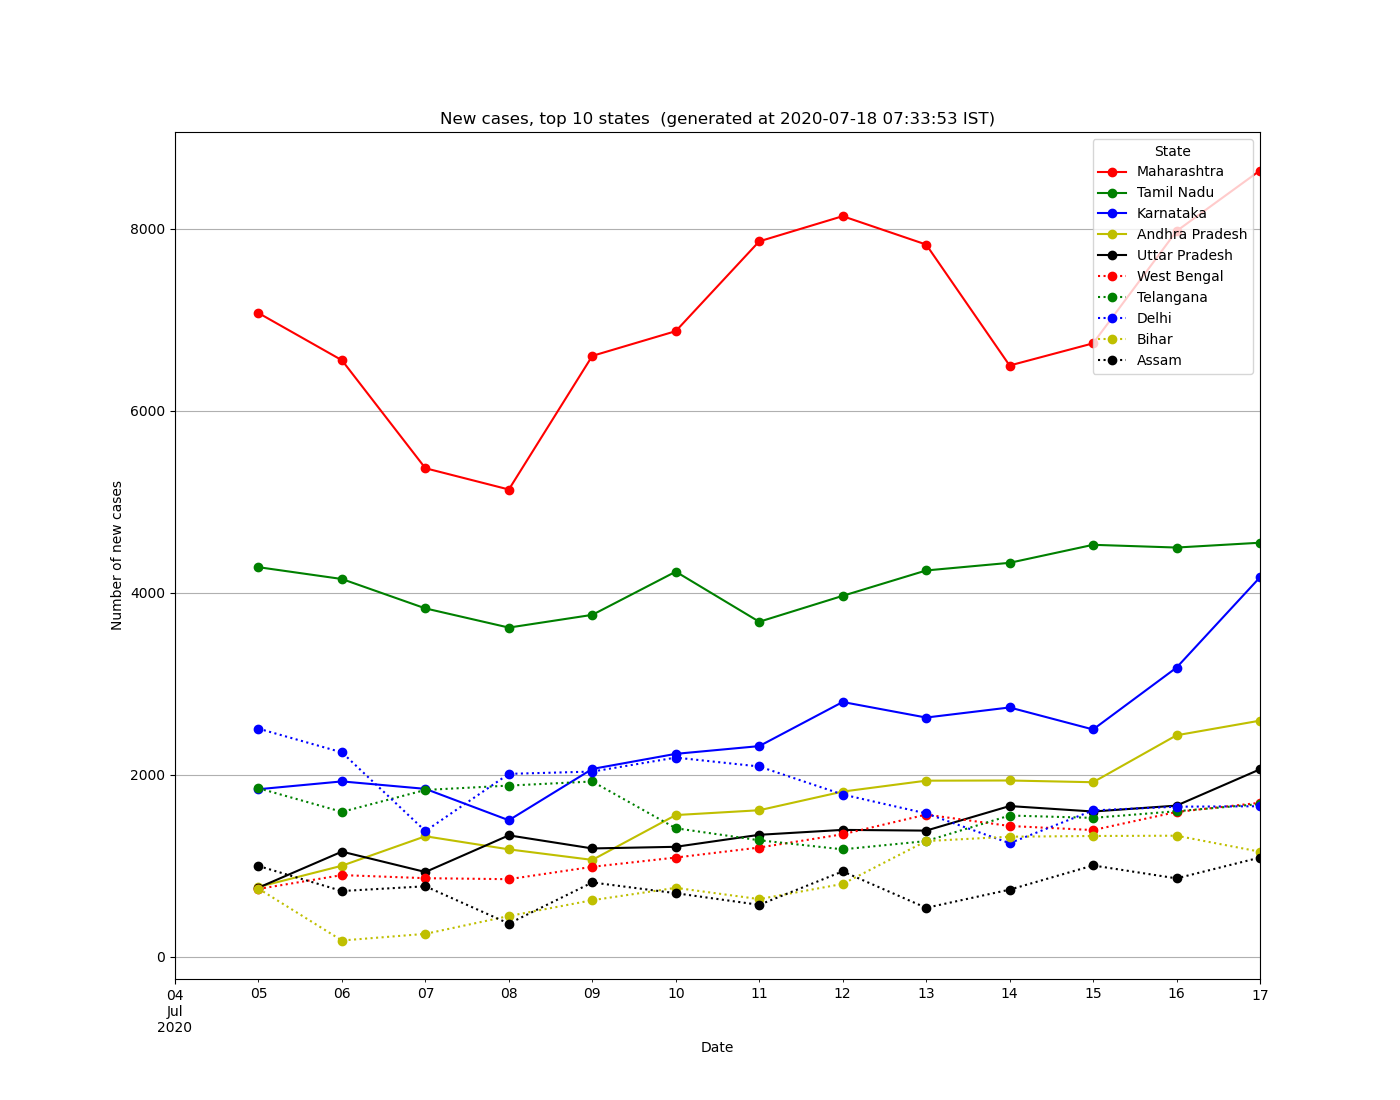 New cases, top 10 states  (generated at 2020-07-18 07:33:53 IST)
State
Maharashtra
Tamil Nadu
Karnataka
Andhra Pradesh
Uttar Pradesh
West Bengal
Telangana
Delhi
Bihar
Assam
8000
6000
4000
2000
0
Number of new cases
04 05 06 07 08 09 10 11 12 13 14 15 16 17
Jul
2020
Date